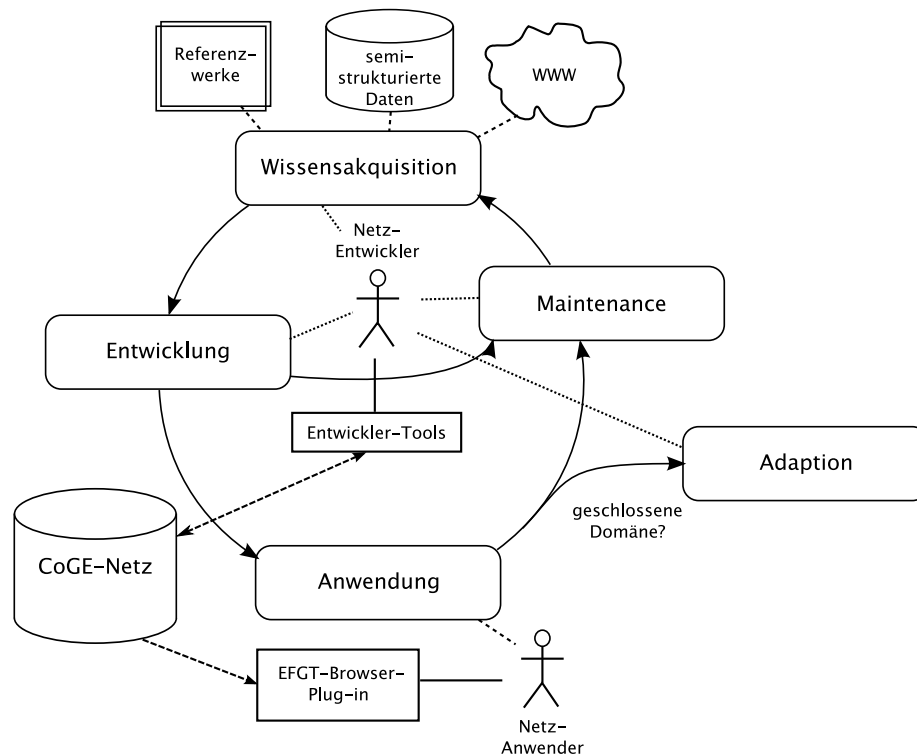 Referenz-
werke
semi-
strukturierte
Daten
WWW
Wissensakquisition
Netz-
Entwickler
Maintenance
Entwicklung
Entwickler-Tools
Adaption
geschlossene
Domäne?
CoGE-Netz
Anwendung
EFGT-Browser-
Plug-in
Netz-
Anwender